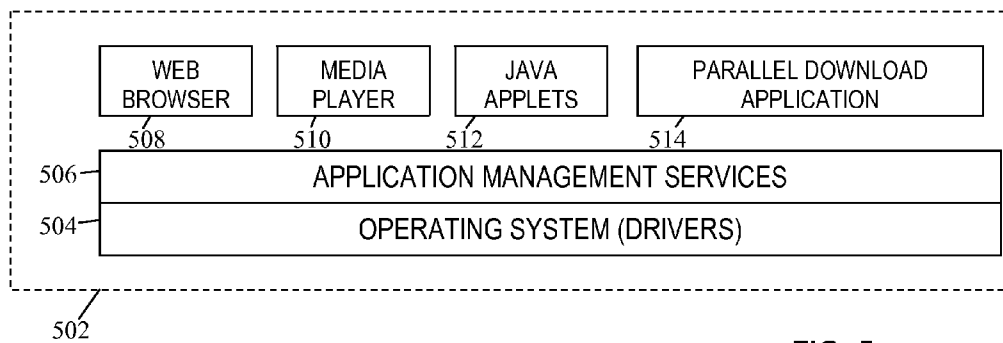 WEB
BROWSER
MEDIA
PLAYER
JAVA
APPLETS
PARALLEL DOWNLOAD
APPLICATION
508
510
512
514
506
APPLICATION MANAGEMENT SERVICES
504
OPERATING SYSTEM (DRIVERS)
502